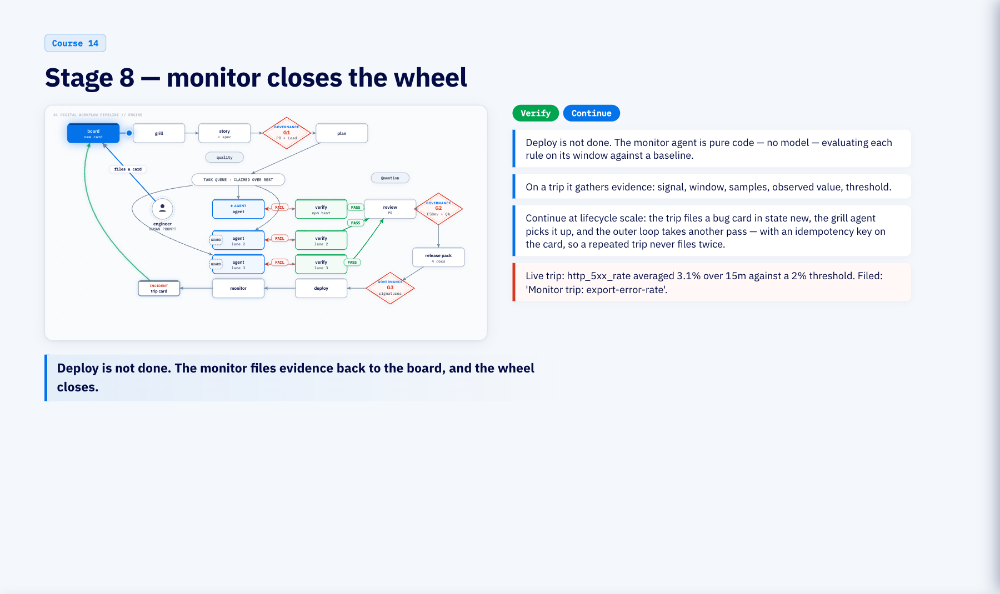 Course 14
Stage 8 — monitor closes the wheel
SC DIGITAL WORKFLOW PIPELINE // ENGINE
board
new card
grill
story
+ spec
GOVERNANCE
G1
PO + Lead
plan
quality
files a card
TASK QUEUE · CLAIMED OVER REST
@mention
engineer
HUMAN PROMPT
✦ AGENT
agent
FAIL
verify
npm test
PASS
review
PR
GOVERNANCE
G2
FSDev + QA
PASS
GUARD
agent
lane 2
FAIL
verify
lane 2
GUARD
agent
lane 3
FAIL
verify
lane 3
PASS
release pack
4 docs
INCIDENT
trip card
monitor
deploy
GOVERNANCE
G3
signatures
Verify
Continue
Deploy is not done. The monitor agent is pure code — no model — evaluating each
rule on its window against a baseline.
On a trip it gathers evidence: signal, window, samples, observed value, threshold.
Continue at lifecycle scale: the trip files a bug card in state new, the grill agent
picks it up, and the outer loop takes another pass — with an idempotency key on
the card, so a repeated trip never files twice.
Live trip: http_5xx_rate averaged 3.1% over 15m against a 2% threshold. Filed:
'Monitor trip: export-error-rate'.
Deploy is not done. The monitor files evidence back to the board, and the wheel
closes.